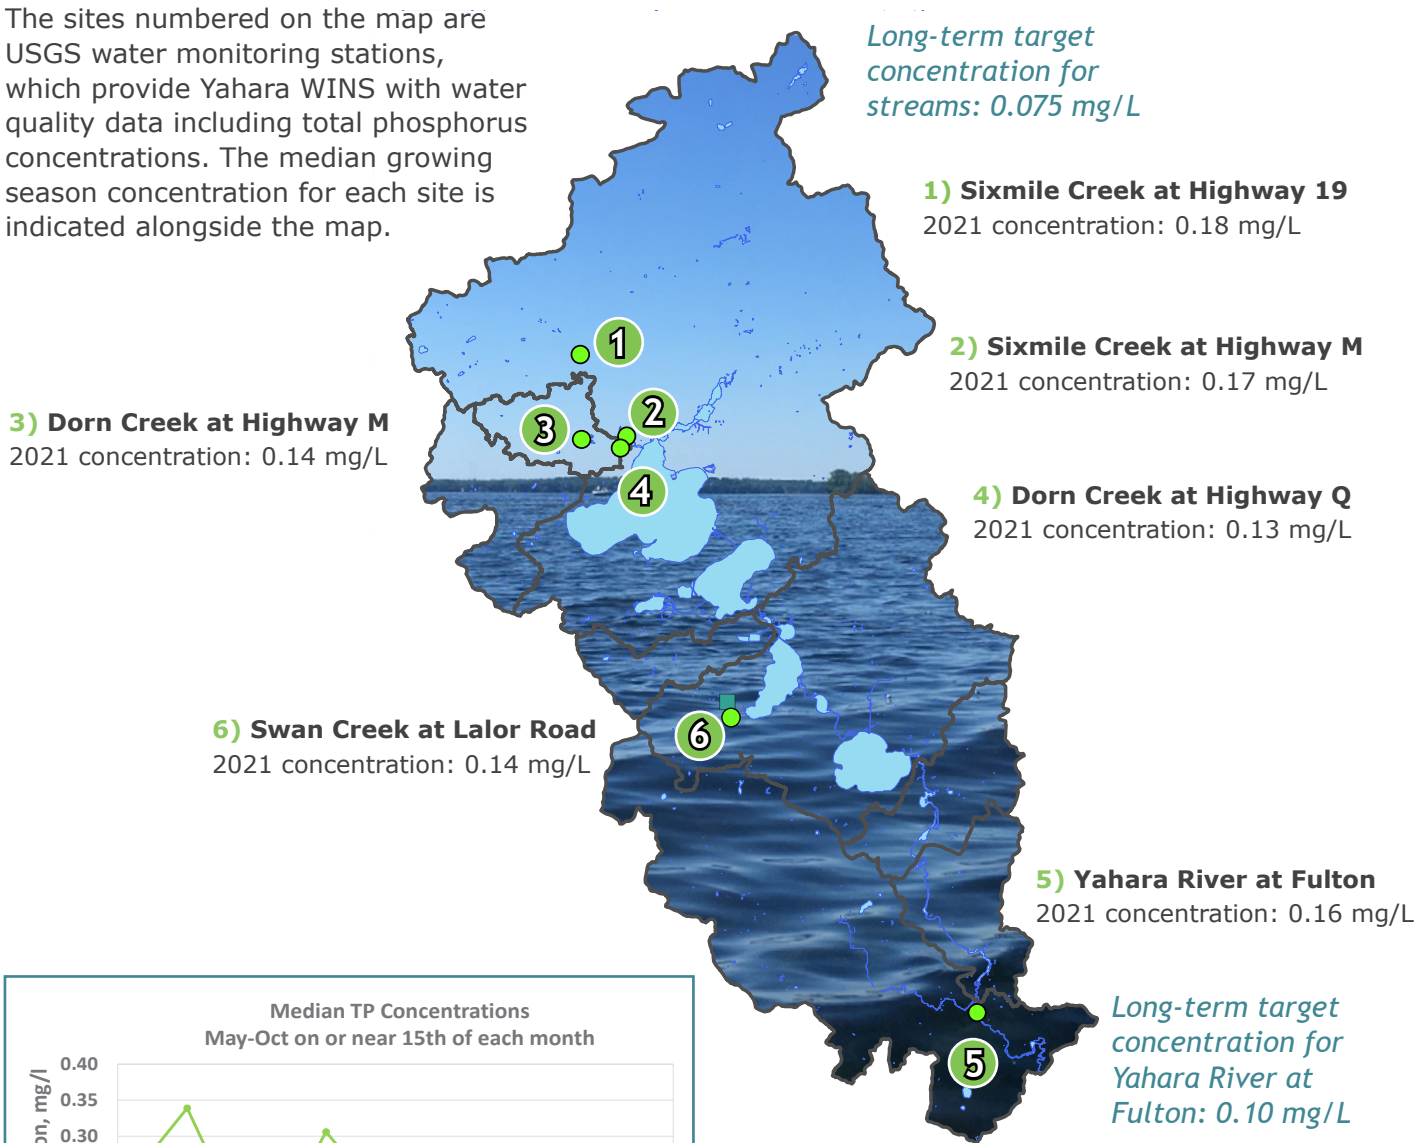 The sites numbered on the map are
USGS water monitoring stations,
which provide Yahara WINS with water
quality data including total phosphorus
concentrations. The median growing
season concentration for each site is
indicated alongside the map.
Long-term target
concentration for
streams: 0.075 mg/L
1) Sixmile Creek at Highway 19
2021 concentration: 0.18 mg/L
2) Sixmile Creek at Highway M
2021 concentration: 0.17 mg/L
3) Dorn Creek at Highway M
2021 concentration: 0.14 mg/L
4) Dorn Creek at Highway Q
2021 concentration: 0.13 mg/L
6) Swan Creek at Lalor Road
2021 concentration: 0.14 mg/L
5) Yahara River at Fulton
2021 concentration: 0.16 mg/L
Long-term target
concentration for
Yahara River at
Fulton: 0.10 mg/L
1
2
3
4
6
5
Median TP Concentrations
May-Oct on or near 15th of each month
0.40
0.35
0.30
mg/L